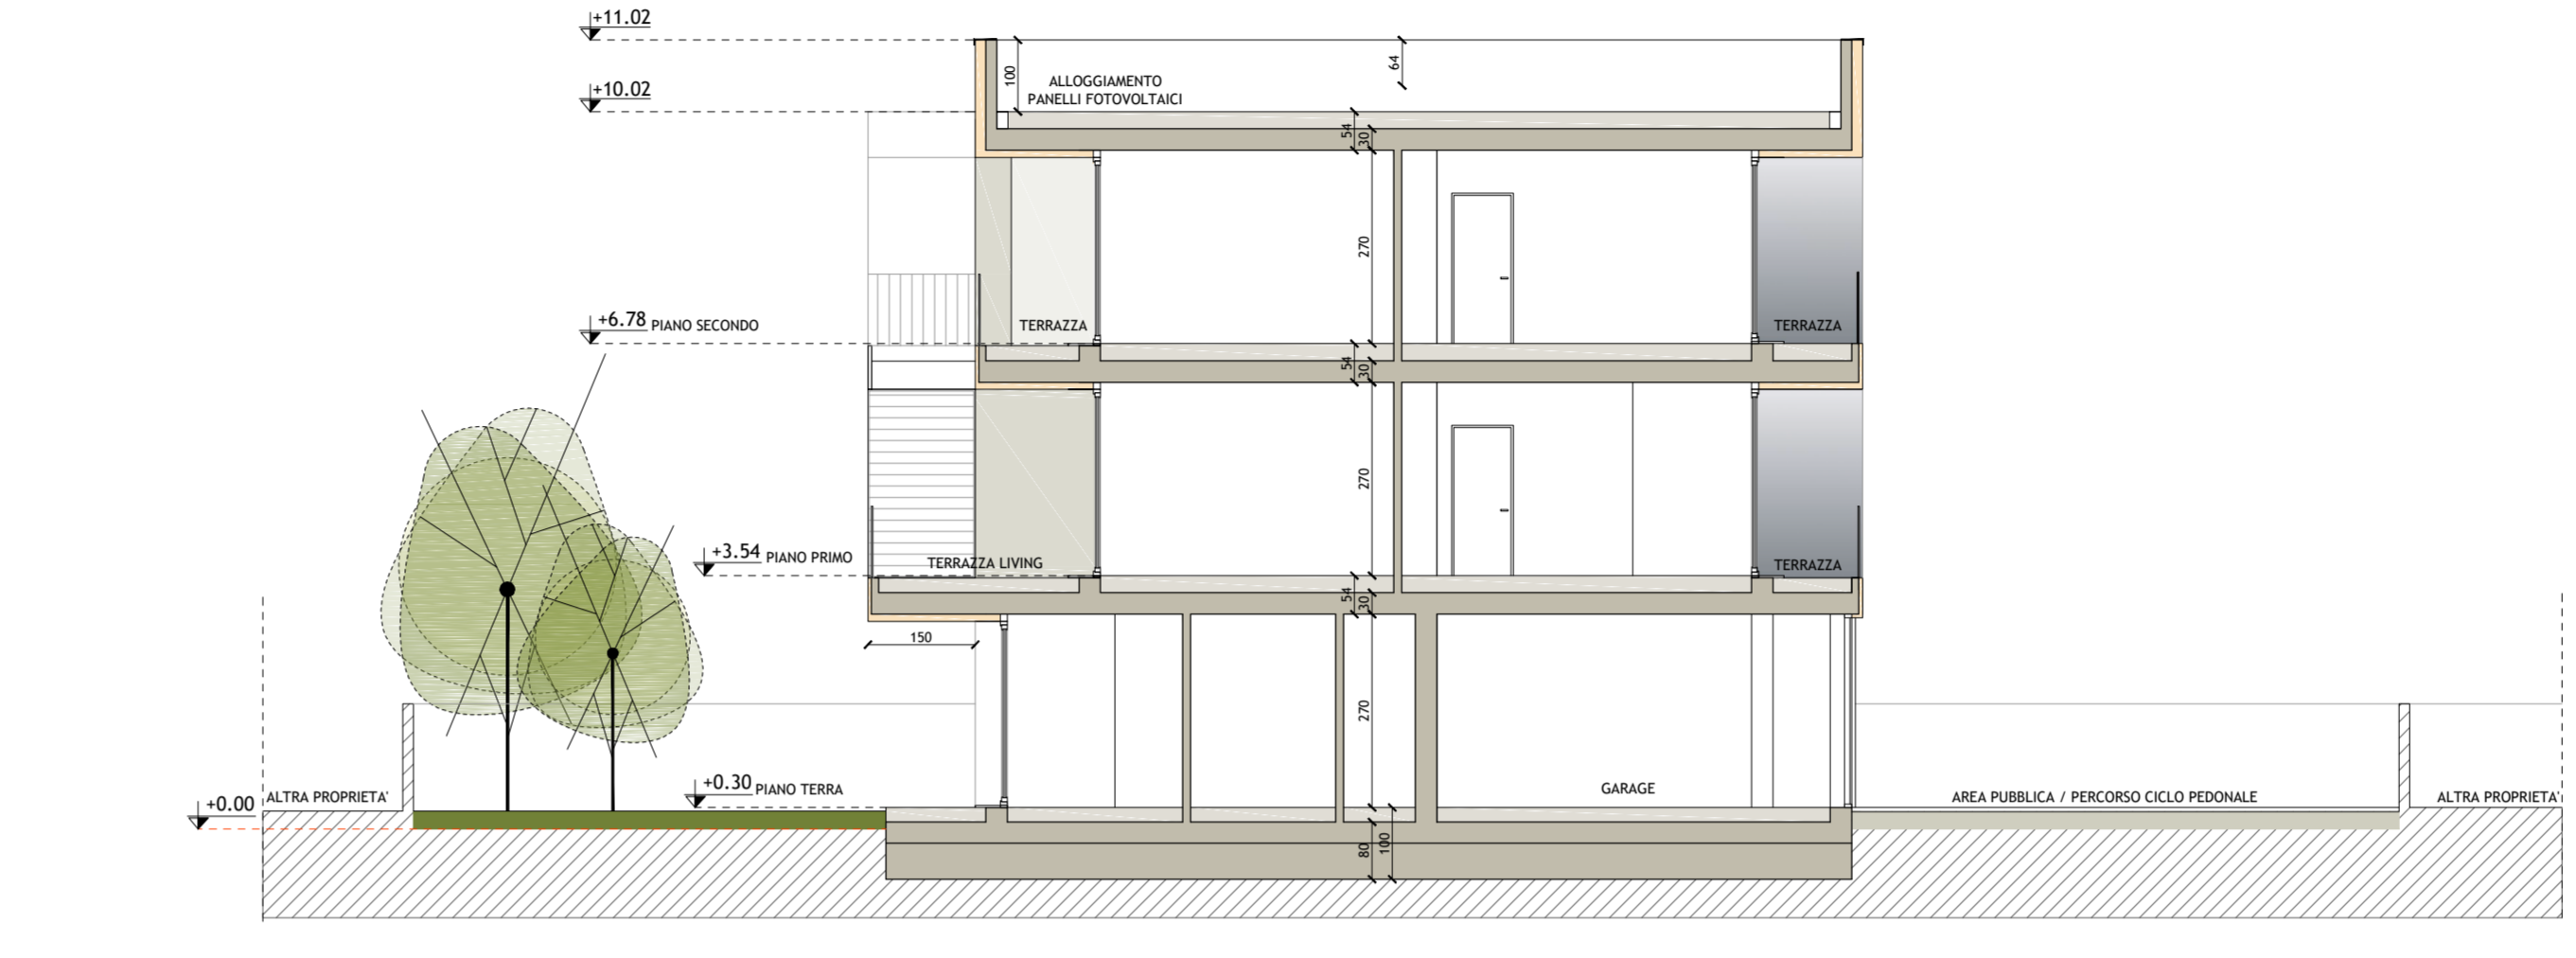 +11.02
+10.02
100
ALLOGGIAMENTO
PANELLI FOTOVOLTAICI
64
54
30
270
+6.78 PIANO SECONDO
TERRAZZA
TERRAZZA
54
30
270
+3.54 PIANO PRIMO
TERRAZZA LIVING
TERRAZZA
54
30
150
270
+0.30 PIANO TERRA
GARAGE
+0.00
ALTRA PROPRIETA'
AREA PUBBLICA / PERCORSO CICLO PEDONALE
ALTRA PROPRIETA'
80
100